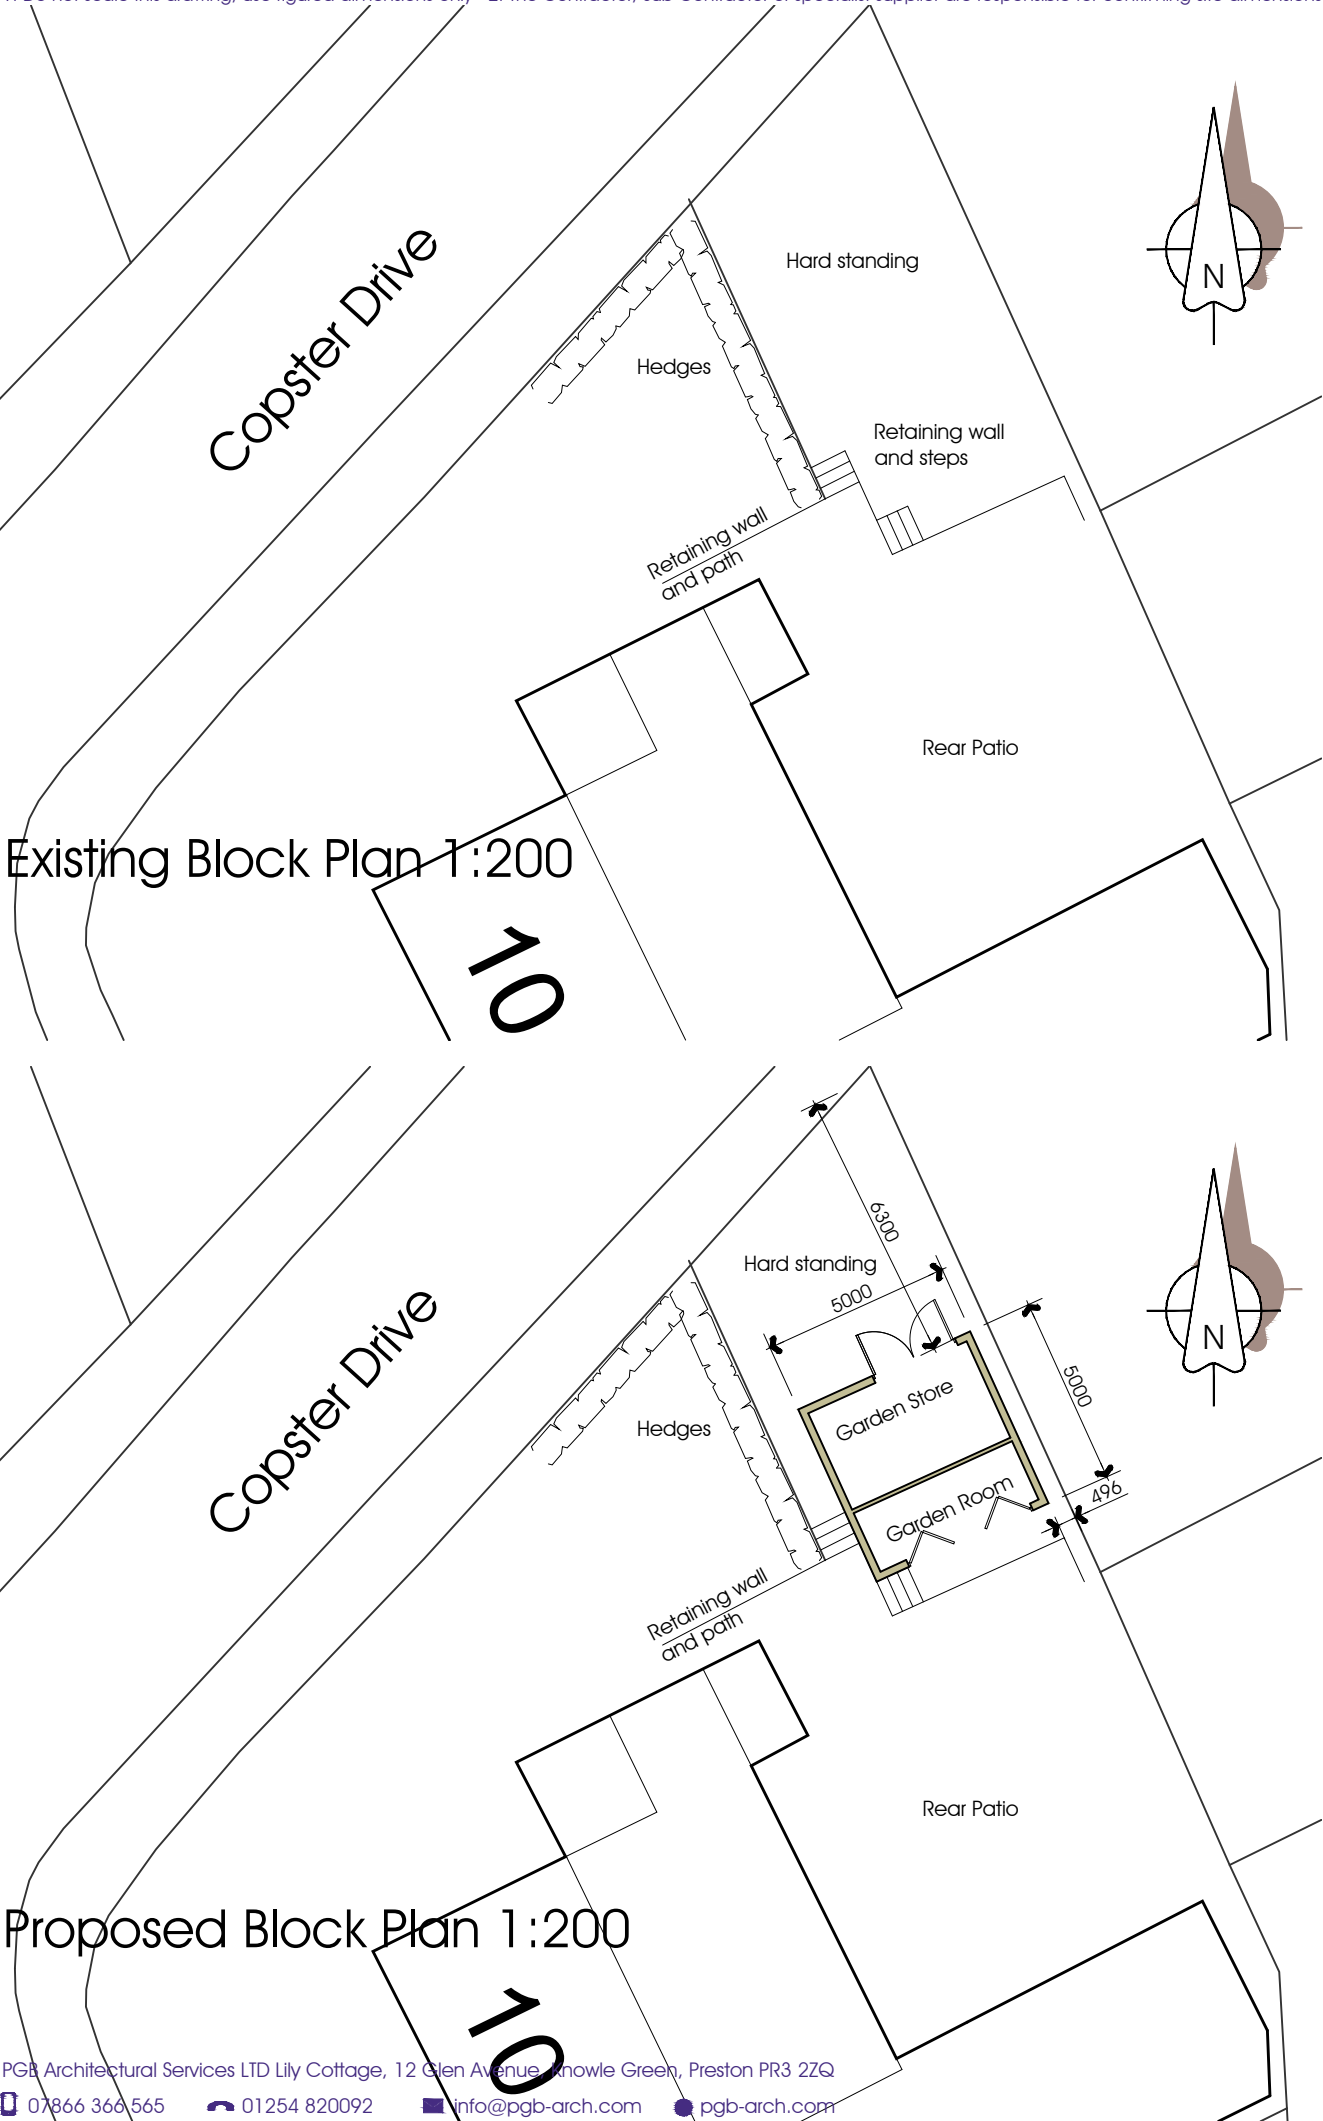 Copster Drive
Hard standing
Hedges
Retaining wall
and steps
Retaining wall
and path
Rear Patio
Existing Block Plan 1:200
10
N
6300
Hard standing
5000
Copster Drive
Garden Store
5000
Hedges
Garden Room
496
Retaining wall
and path
Rear Patio
Proposed Block Plan 1:200
10
N
PGB Architectural Services LTD Lily Cottage, 12 Glen Avenue, Knowle Green, Preston PR3 2ZQ
07866 366 565 01254 820092 info@pgb-arch.com pgb-arch.com